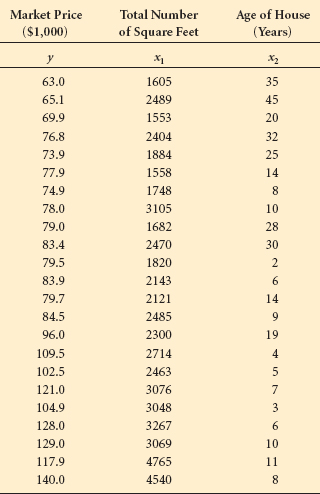 Market Price Total Number Age of House
($1,000) of Square Feet (Years)
y x₁ x₂
63.0 1605 35
65.1 2489 45
69.9 1553 20
76.8 2404 32
73.9 1884 25
77.9 1558 14
74.9 1748 8
78.0 3105 10
79.0 1682 28
83.4 2470 30
79.5 1820 2
83.9 2143 6
79.7 2121 14
84.5 2485 9
96.0 2300 19
109.5 2714 4
102.5 2463 5
121.0 3076 7
104.9 3048 3
128.0 3267 6
129.0 3069 10
117.9 4765 11
140.0 4540 8